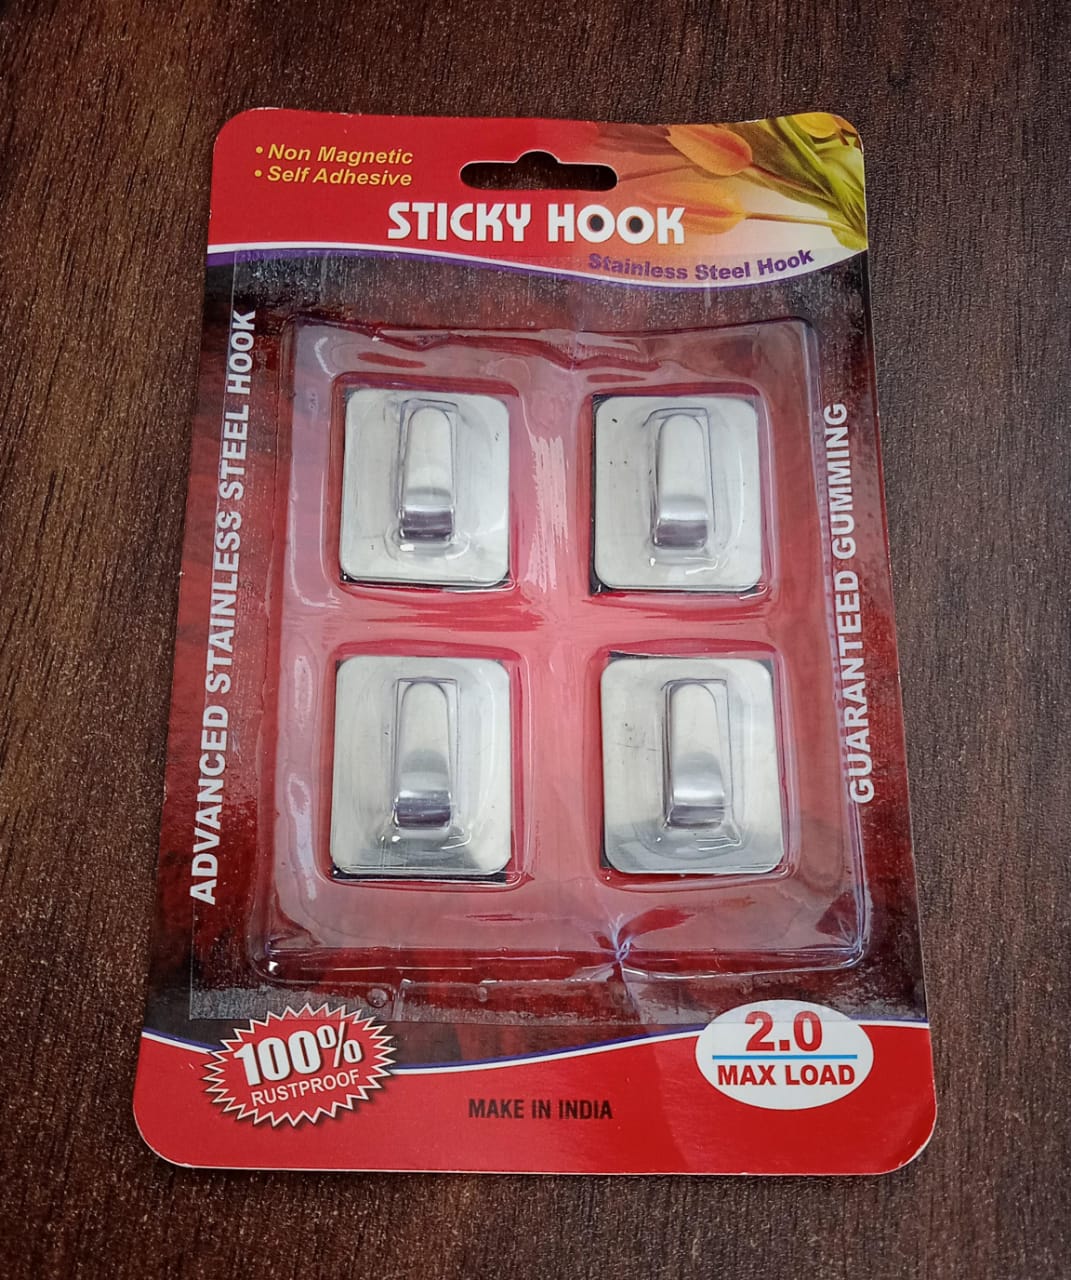 • Non Magnetic
• Self Adhesive
STICKY HOOK
Stainless Steel Hook
ADVANCED STAINLESS STEEL HOOK
GUARANTEED GUMMING
100%
RUSTPROOF
MAKE IN INDIA
2.0
MAX LOAD